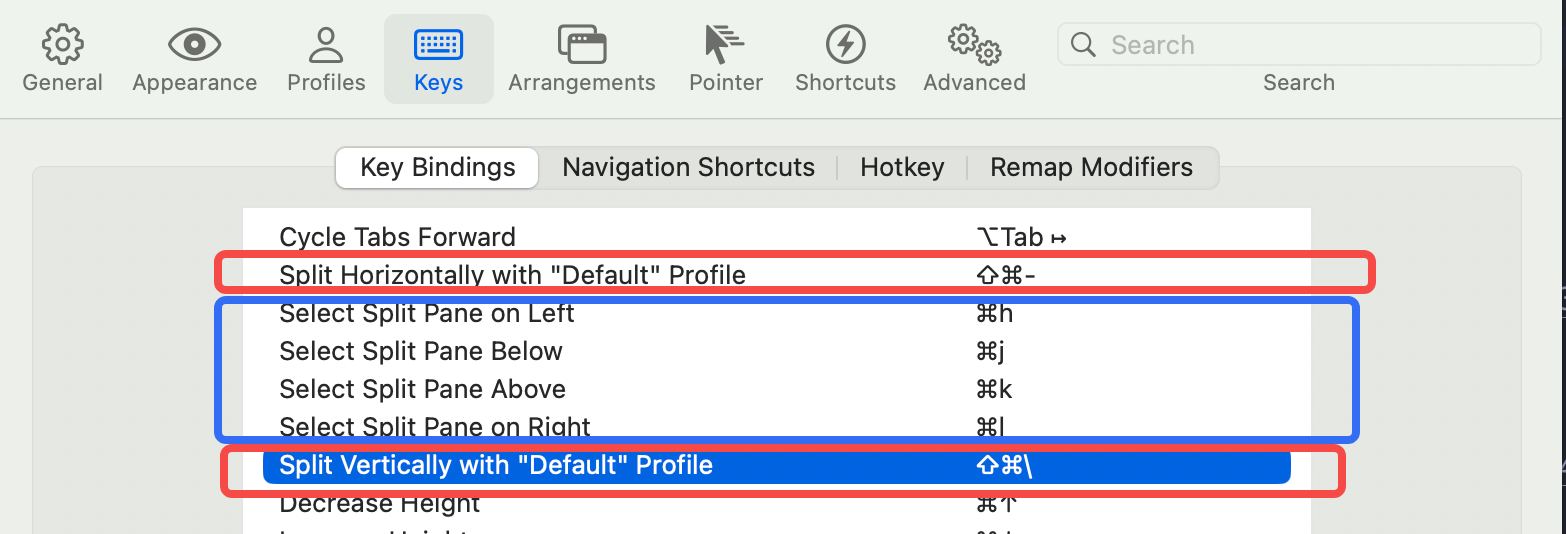 General Appearance Profiles Keys Arrangements Pointer Shortcuts Advanced Search
Search
Key Bindings Navigation Shortcuts Hotkey Remap Modifiers
Cycle Tabs Forward ⌥Tab ↦
Split Horizontally with "Default" Profile ⇧⌘-
Select Split Pane on Left ⌘h
Select Split Pane Below ⌘j
Select Split Pane Above ⌘k
Select Split Pane on Right ⌘l
Split Vertically with "Default" Profile ⇧⌘\
Decrease Height ⌘↑